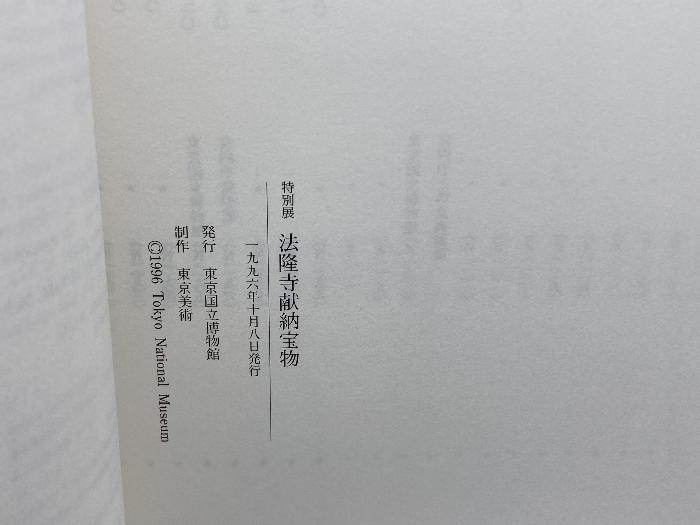 特別展 法隆寺献納宝物
一九九六年十月八日発行
発行 東京国立博物館
制作 東京美術
©1996 Tokyo National Museum